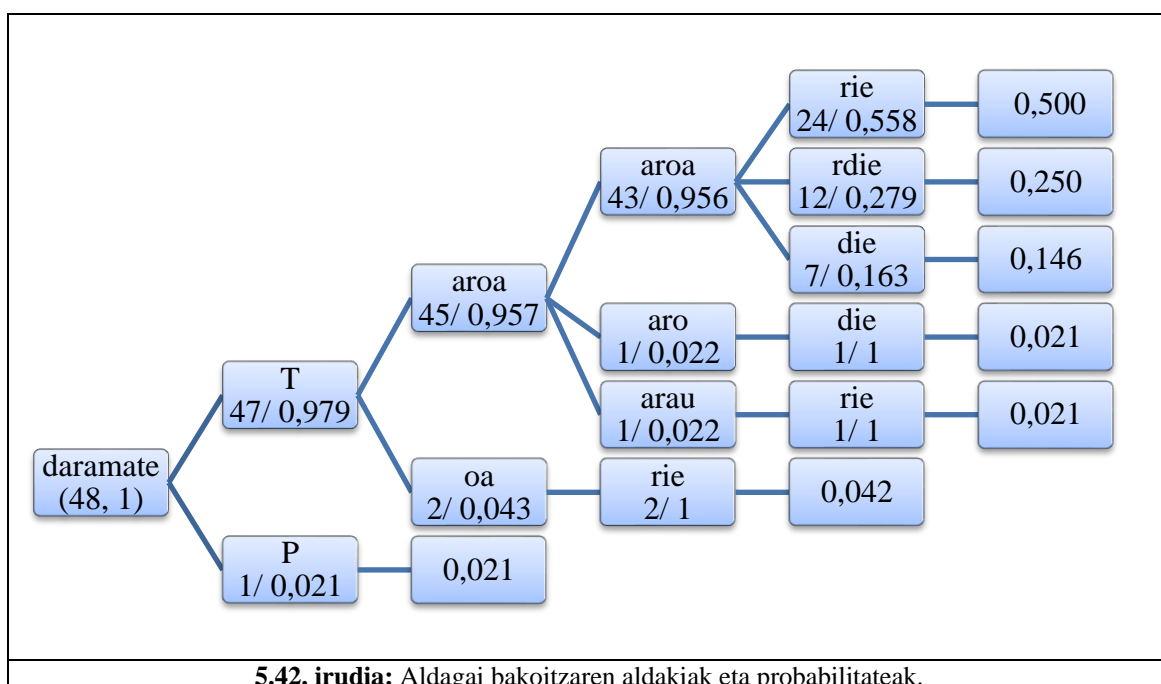 rie
24/ 0,558
0,500
aroa
43/ 0,956
rdie
12/ 0,279
0,250
die
7/ 0,163
0,146
aroa
45/ 0,957
aro
1/ 0,022
die
1/ 1
0,021
T
47/ 0,979
arau
1/ 0,022
rie
1/ 1
0,021
daramate
(48, 1)
oa
2/ 0,043
rie
2/ 1
0,042
P
1/ 0,021
0,021
5.42. irudia: Aldagai bakoitzaren aldakiak eta probabilitateak.